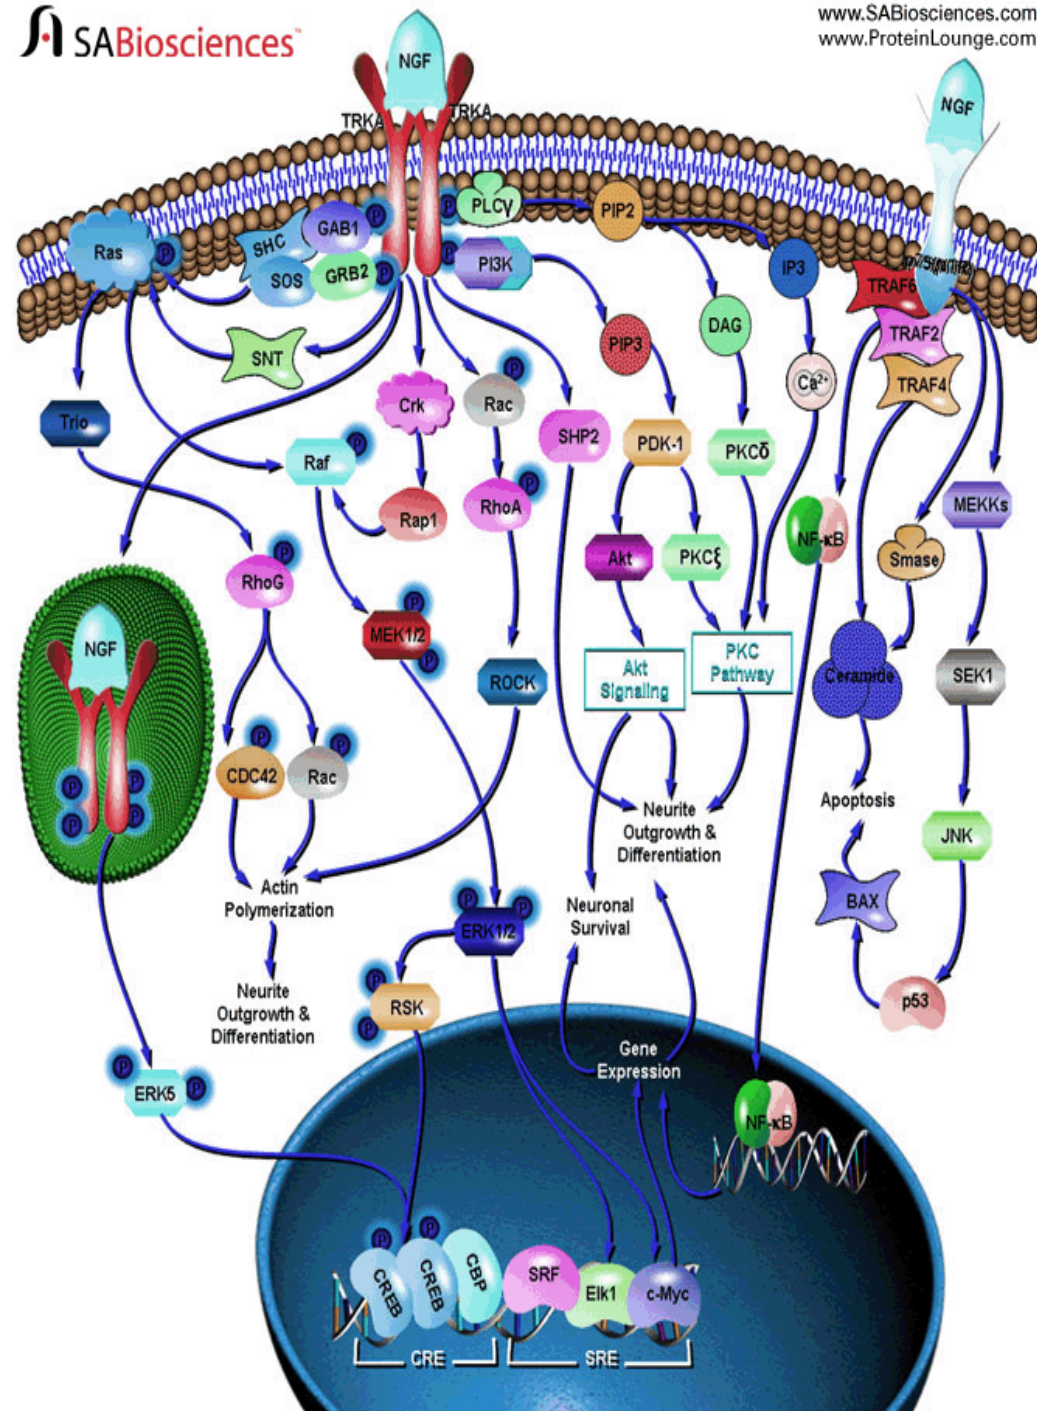 SABiosciences™
www.SABiosciences.com
www.ProteinLounge.com
NGF
TRKA
TRKA
NGF
PLCγ
PIP2
Ras
P
SHC
GAB1
P
P
SOS
GRB2
P
P
PI3K
IP3
TRAF6
TRAF2
TRAF4
SNT
DAG
PIP3
Ca2+
Trio
Crk
Rac
P
SHP2
PDK-1
PKCδ
Raf
P
Rap1
RhoA
P
MEKKs
NF-κB
Smase
Akt
PKCξ
RhoG
P
NGF
MEK1/2
P
P
ROCK
Akt
Signaling
PKC
Pathway
Ceramide
SEK1
CDC42
P
Rac
P
P
P
P
P
Neurite
Outgrowth &
Differentiation
Apoptosis
JNK
Actin
Polymerization
Neuronal
Survival
BAX
ERK1/2
P
P
p53
Neurite
Outgrowth &
Differentiation
RSK
P
P
Gene
Expression
ERK5
P
P
NF-κB
P
P
CREB
CREB
CBP
SRF
Elk1
c-Myc
CRE
SRE